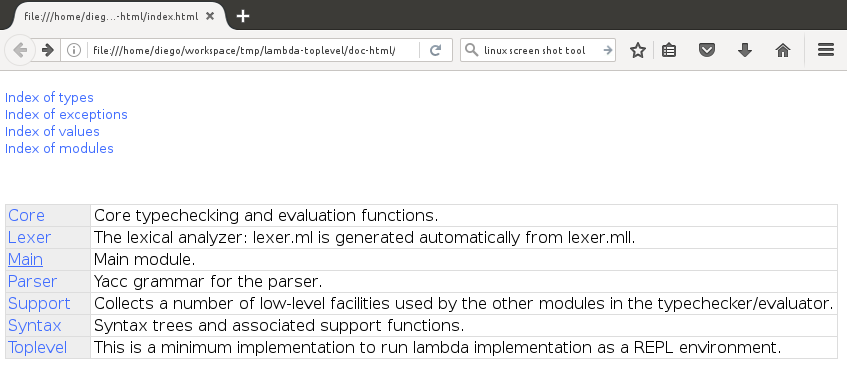 file:///home/dieg...-html/index.html
file:///home/diego/workspace/tmp/lambda-toplevel/doc-html/ linux screen shot tool
Index of types
Index of exceptions
Index of values
Index of modules
Core Core typechecking and evaluation functions.
Lexer The lexical analyzer: lexer.ml is generated automatically from lexer.mll.
Main Main module.
Parser Yacc grammar for the parser.
Support Collects a number of low-level facilities used by the other modules in the typechecker/evaluator.
Syntax Syntax trees and associated support functions.
Toplevel This is a minimum implementation to run lambda implementation as a REPL environment.